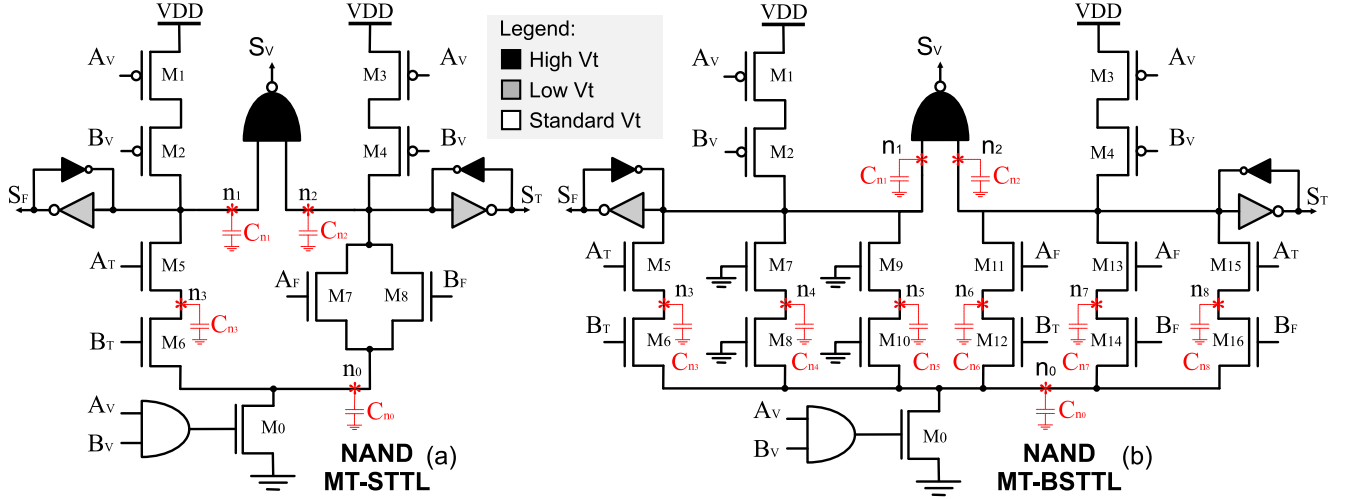 VDD
VDD
VDD
VDD
Legend:
High Vt
Low Vt
Standard Vt
SV
AV
M1
M3
AV
BV
M2
M4
BV
SF
n1
Cn1
n2
Cn2
ST
AT
M5
n3
Cn3
BT
M6
AF
M7
M8
BF
n0
Cn0
AV
BV
M0
NAND
MT-STTL
(a)
SV
AV
M1
M3
AV
BV
M2
M4
BV
n1
Cn1
n2
Cn2
SF
ST
AT
M5
M7
M9
M11
AF
M13
AF
M15
AT
n3
n4
n5
n6
n7
n8
BT
M6
M8
M10
M12
BT
M14
BF
M16
BF
Cn3
Cn4
Cn5
Cn6
Cn7
Cn8
n0
Cn0
AV
BV
M0
NAND
MT-BSTTL
(b)